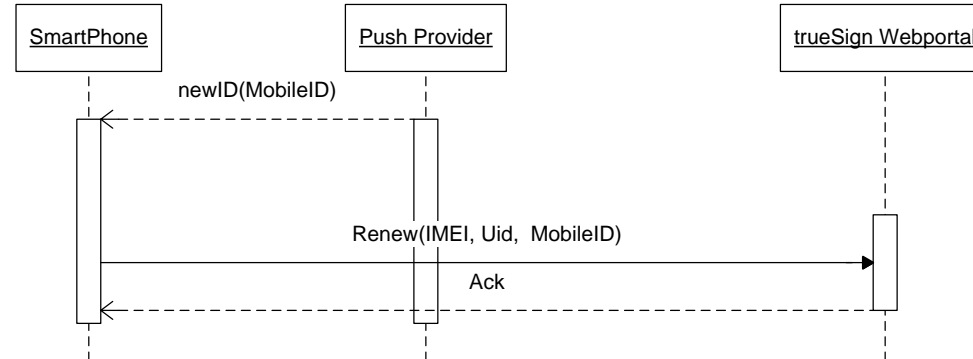 SmartPhone
Push Provider
trueSign Webportal
newID(MobileID)
Renew(IMEI, Uid, MobileID)
Ack